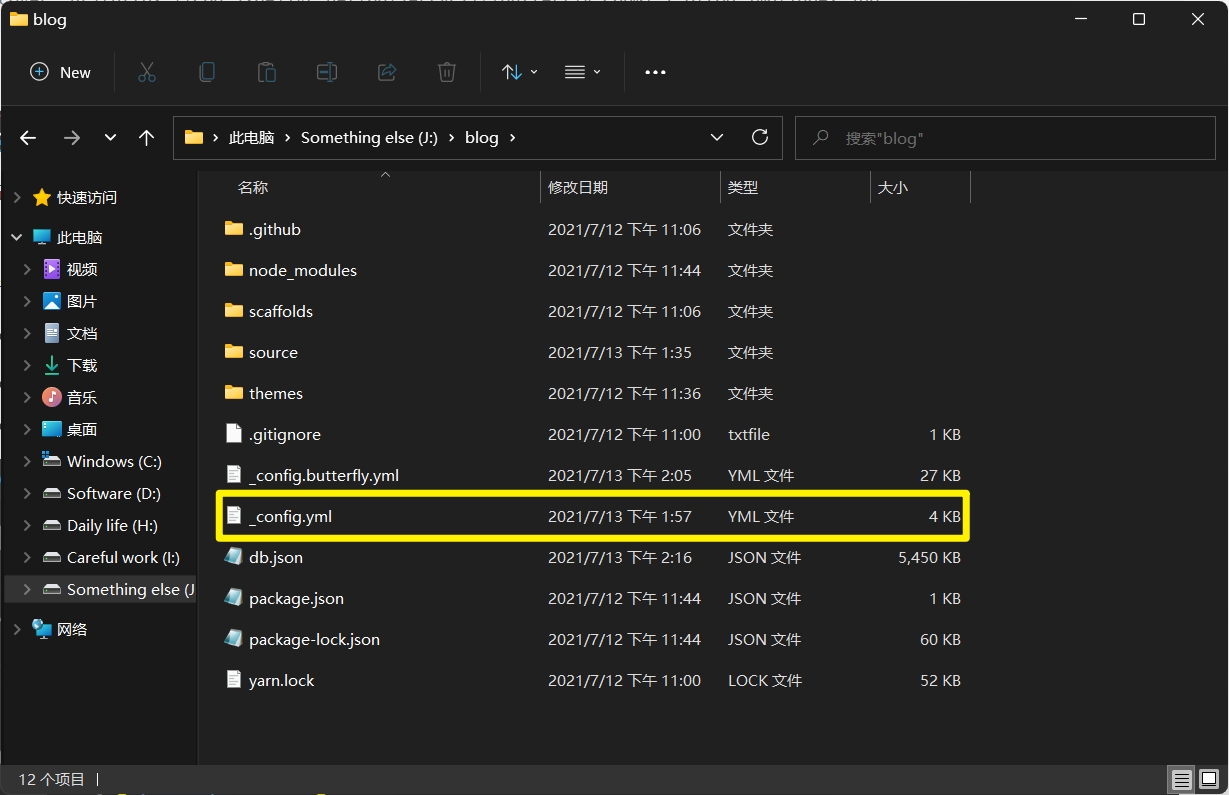 blog
New
此电脑 Something else (J:) blog
搜索"blog"
名称 修改日期 类型 大小
快速访问
此电脑
视频
图片
文档
下载
音乐
桌面
Windows (C:)
Software (D:)
Daily life (H:)
Careful work (I:)
Something else (J
网络
.github 2021/7/12 下午 11:06 文件夹
node_modules 2021/7/12 下午 11:44 文件夹
scaffolds 2021/7/12 下午 11:06 文件夹
source 2021/7/13 下午 1:35 文件夹
themes 2021/7/12 下午 11:36 文件夹
.gitignore 2021/7/12 下午 11:00 txtfile 1 KB
_config.butterfly.yml 2021/7/13 下午 2:05 YML 文件 27 KB
_config.yml 2021/7/13 下午 1:57 YML 文件 4 KB
db.json 2021/7/13 下午 2:16 JSON 文件 5,450 KB
package.json 2021/7/12 下午 11:44 JSON 文件 1 KB
package-lock.json 2021/7/12 下午 11:44 JSON 文件 60 KB
yarn.lock 2021/7/12 下午 11:00 LOCK 文件 52 KB
12 个项目